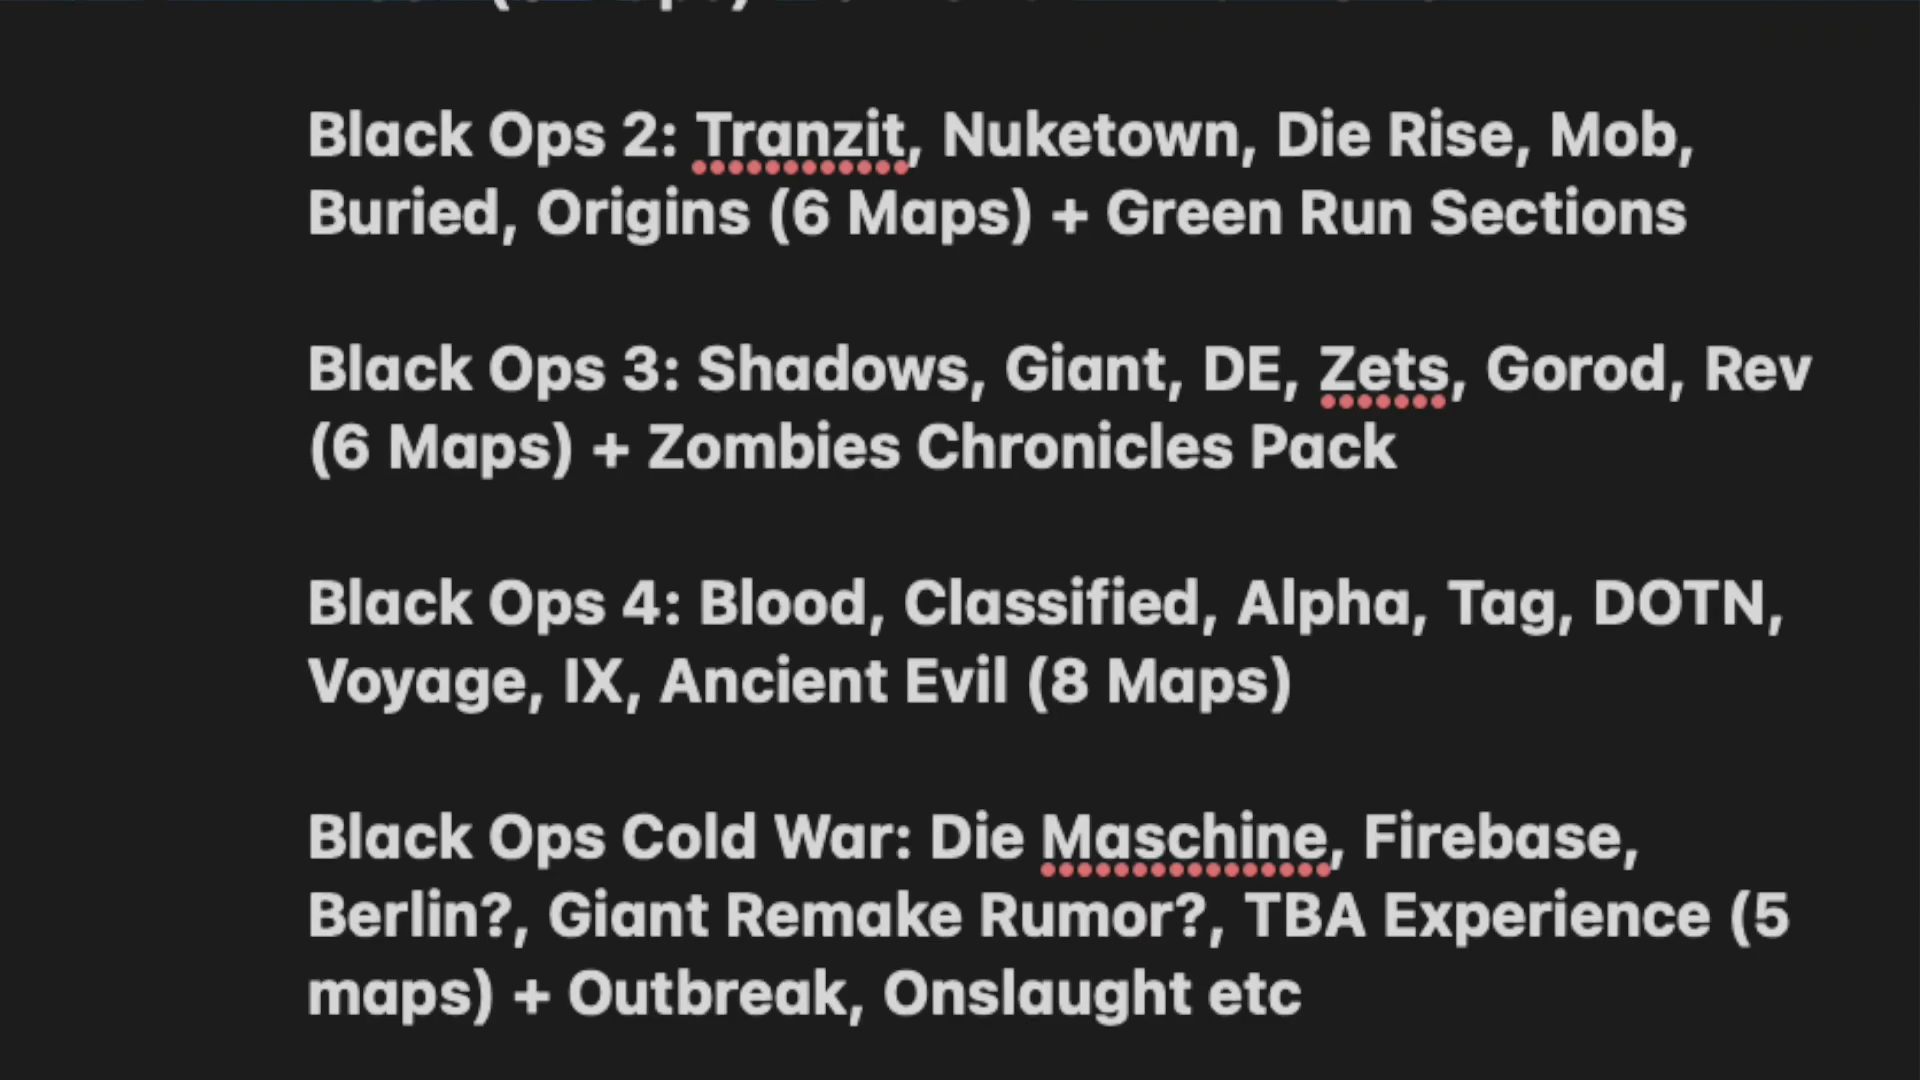 Black Ops 2: Tranzit, Nuketown, Die Rise, Mob,
Buried, Origins (6 Maps) + Green Run Sections
Black Ops 3: Shadows, Giant, DE, Zets, Gorod, Rev
(6 Maps) + Zombies Chronicles Pack
Black Ops 4: Blood, Classified, Alpha, Tag, DOTN,
Voyage, IX, Ancient Evil (8 Maps)
Black Ops Cold War: Die Maschine, Firebase,
Berlin?, Giant Remake Rumor?, TBA Experience (5
maps) + Outbreak, Onslaught etc